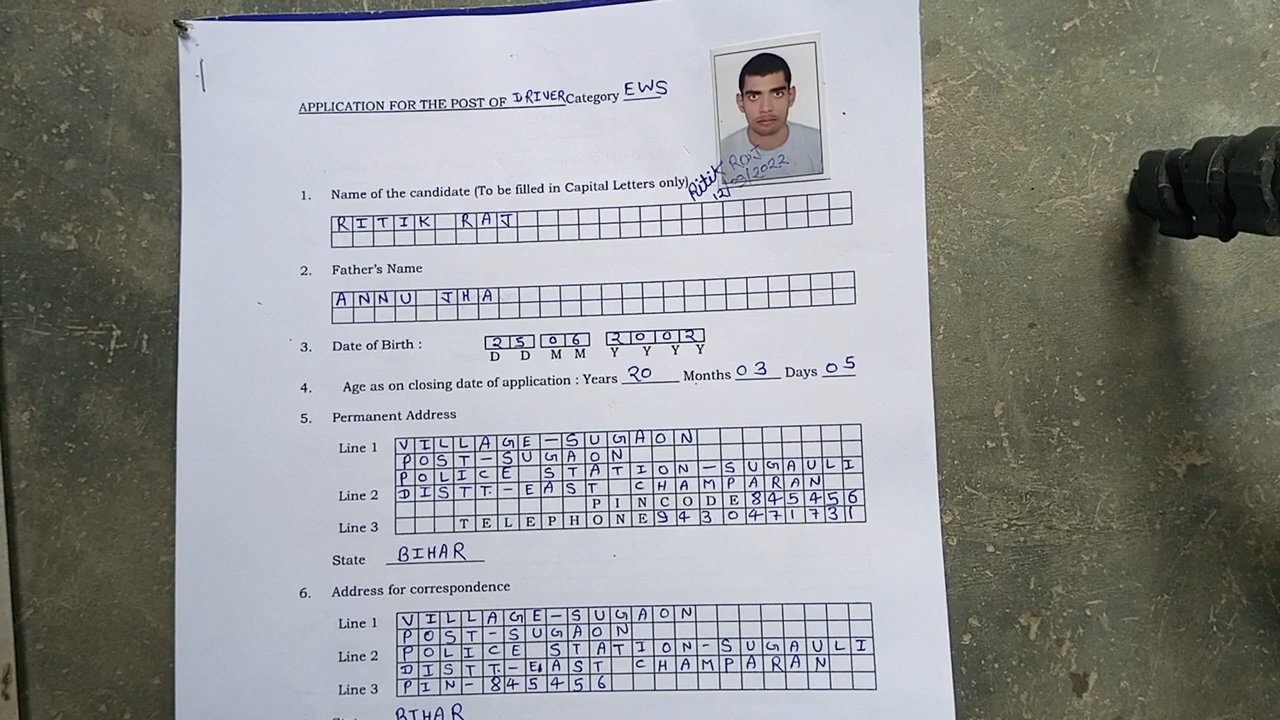 APPLICATION FOR THE POST OF DRIVER Category EWS
Ritik Raj
12/09/2022
1. Name of the candidate (To be filled in Capital Letters only)
RITIK RAJ
2. Father's Name
ANNU JHA
3. Date of Birth : 25 06 2002
D D M M Y Y Y Y
4. Age as on closing date of application : Years 20 Months 03 Days 05
5. Permanent Address
Line 1 VILLAGE-SUGAON
POST-SUGAON
POLICE STATION-SUGAULI
Line 2 DISTT.-EAST CHAMPARAN
PINCODE 845456
Line 3 TELEPHONE 9430471731
State BIHAR
6. Address for correspondence
Line 1 VILLAGE-SUGAON
POST-SUGAON
Line 2 POLICE STATION-SUGAULI
DISTT.-EAST CHAMPARAN
Line 3 PIN-845456
State BIHAR